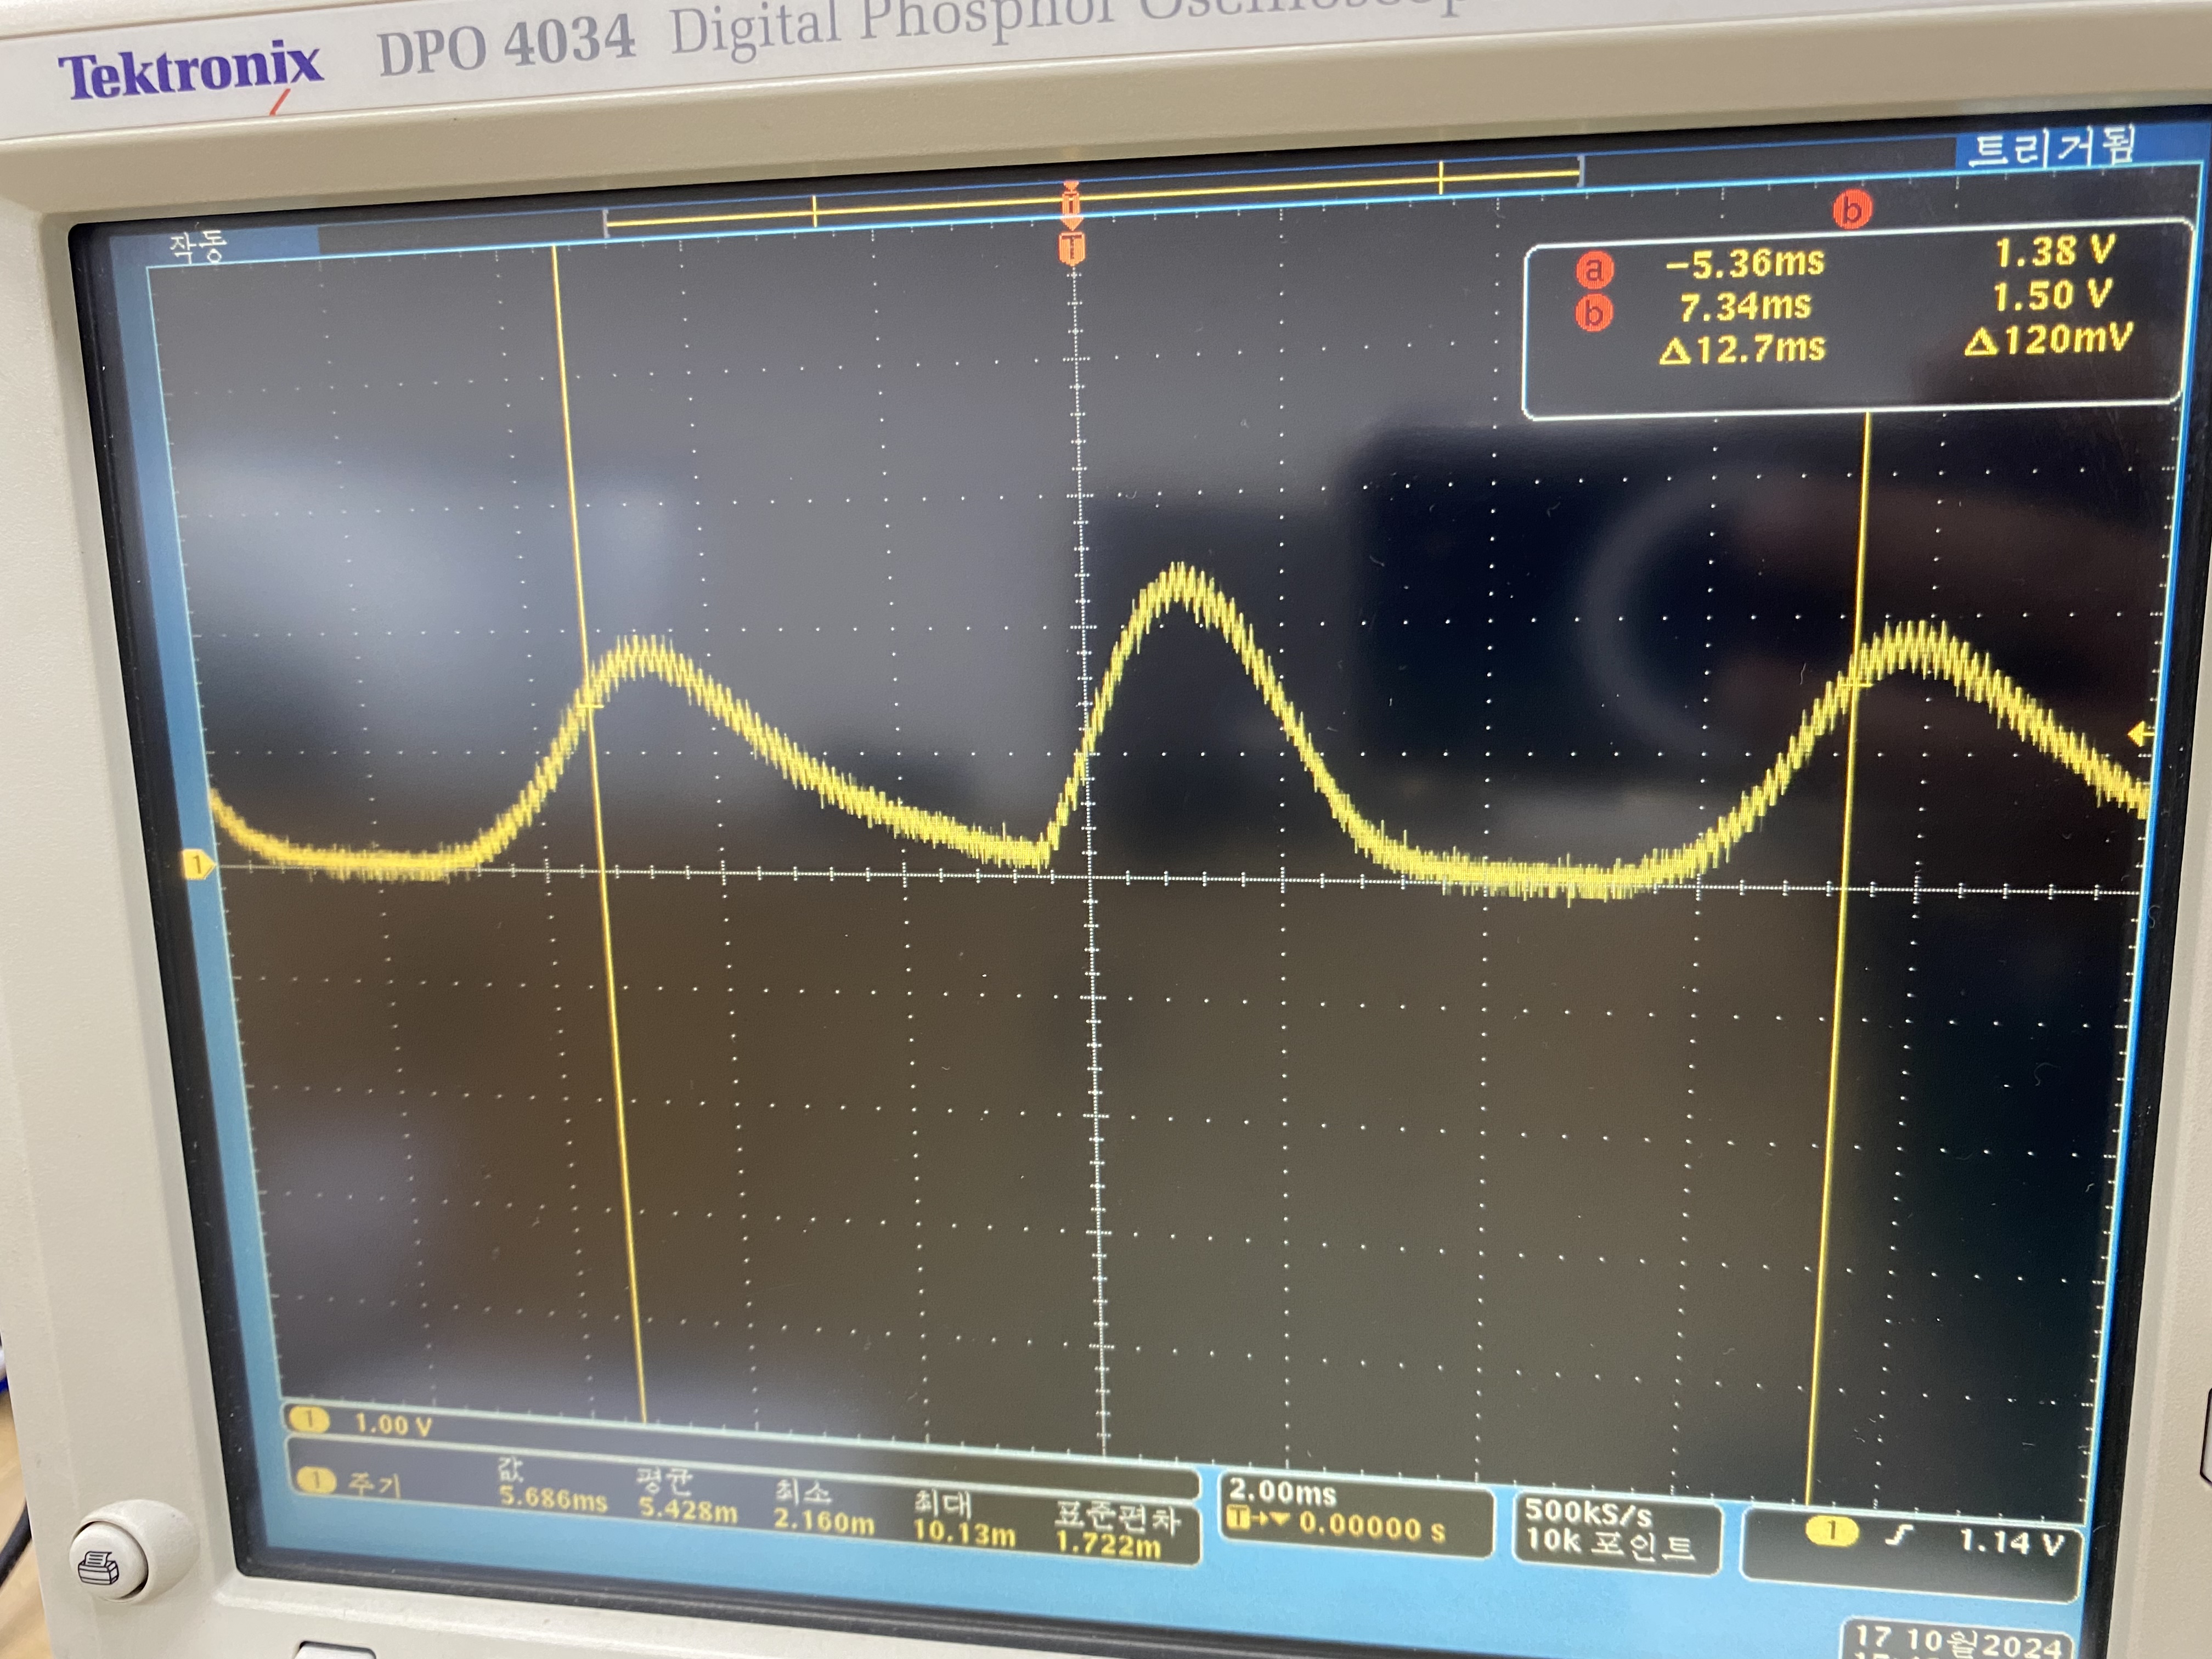 Tektronix DPO 4034 Digital Phosphor
작동
트리거됨
T
T
b
a -5.36ms 1.38 V
b 7.34ms 1.50 V
Δ12.7ms Δ120mV
1
1 1.00 V
값 평균 최소 최대 표준편차
1 주기 5.686ms 5.428m 2.160m 10.13m 1.722m
2.00ms
T→▼ 0.00000 s
500kS/s
10k 포인트
1 1.14 V
17 10월 2024